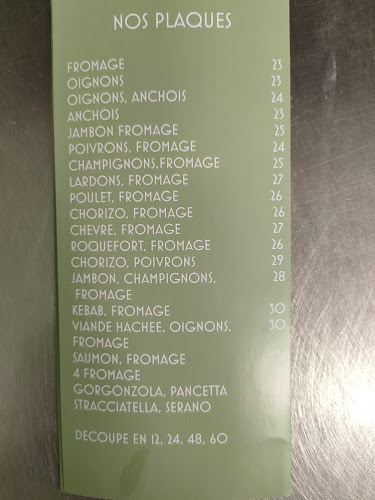 NOS PLAQUES
FROMAGE 23
OIGNONS 23
OIGNONS, ANCHOIS 24
ANCHOIS 23
JAMBON FROMAGE 25
POIVRONS, FROMAGE 24
CHAMPIGNONS,FROMAGE 25
LARDONS, FROMAGE 27
POULET, FROMAGE 26
CHORIZO, FROMAGE 26
CHEVRE, FROMAGE 27
ROQUEFORT, FROMAGE 26
CHORIZO, POIVRONS 29
JAMBON, CHAMPIGNONS, 28
FROMAGE
KEBAB, FROMAGE 30
VIANDE HACHEE, OIGNONS, 30
FROMAGE
SAUMON, FROMAGE
4 FROMAGE
GORGONZOLA, PANCETTA
STRACCIATELLA, SERANO
DECOUPE EN 12, 24, 48, 60